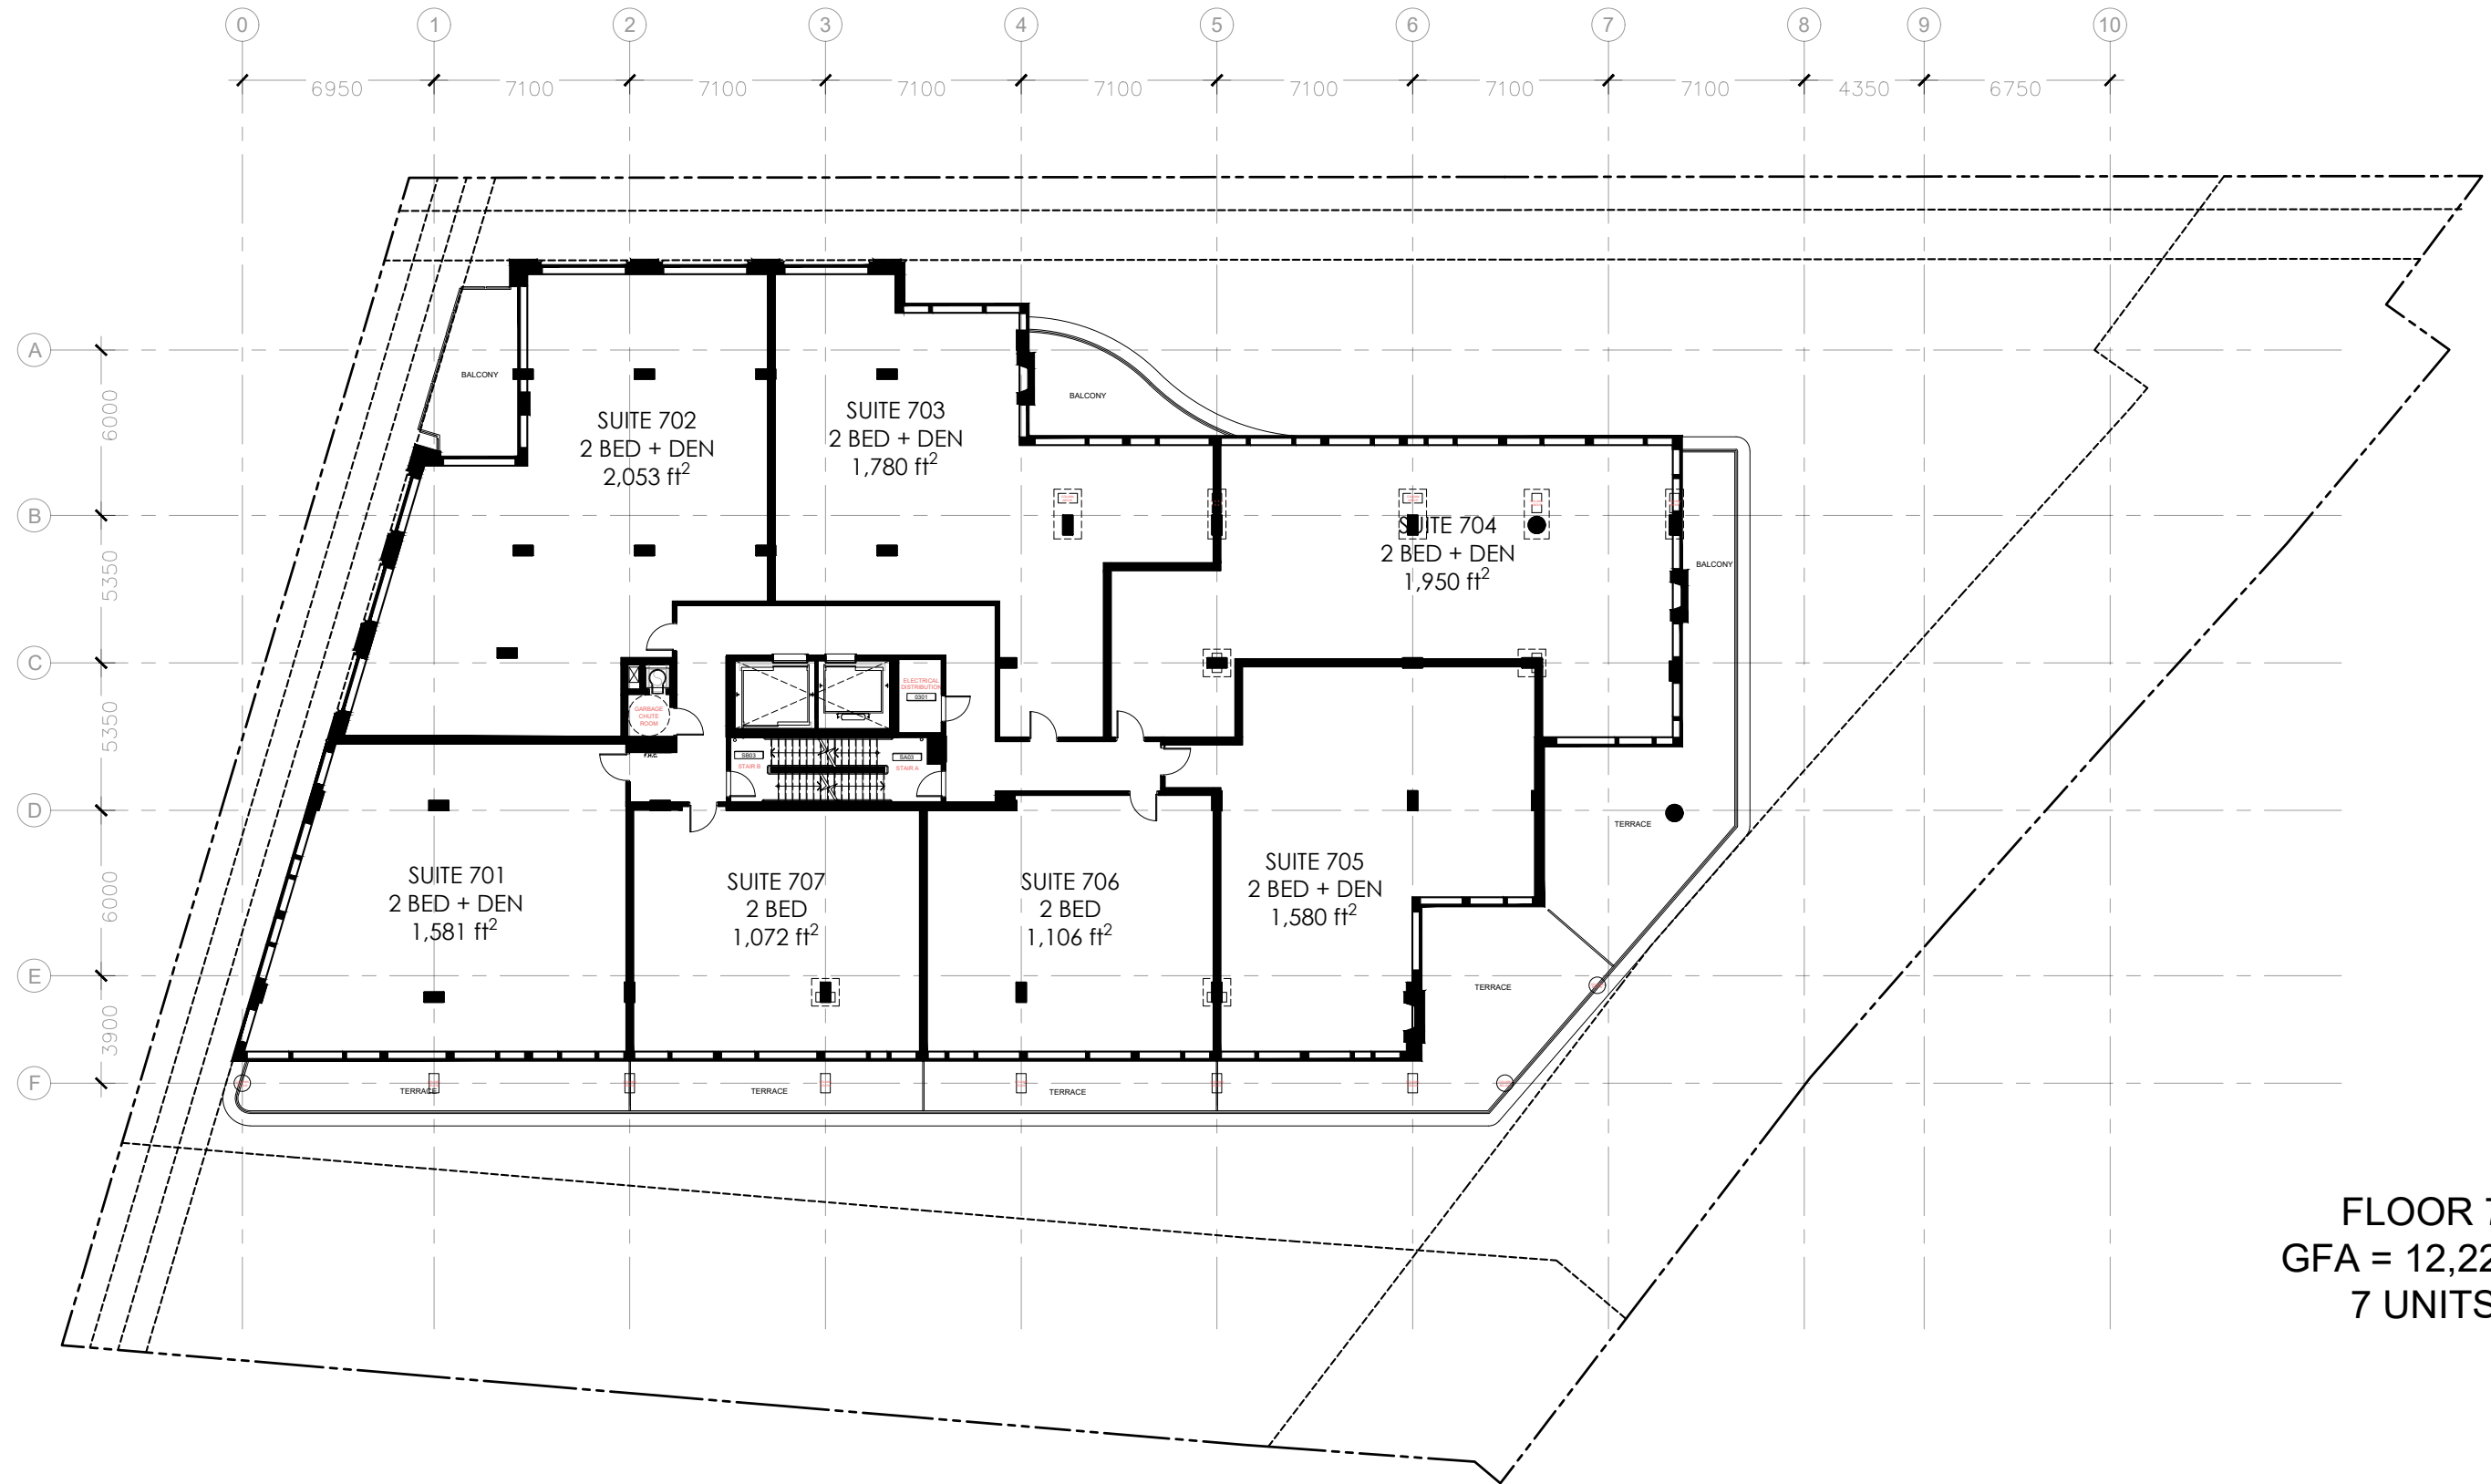 0 1 2 3 4 5 6 7 8 9 10
6950 7100 7100 7100 7100 7100 7100 7100 4350 6750
A
6000
B
5350
C
5350
D
6000
E
3900
F
BALCONY
SUITE 702
2 BED + DEN
2,053 ft²
SUITE 703
2 BED + DEN
1,780 ft²
BALCONY
SUITE 704
2 BED + DEN
1,950 ft²
BALCONY
GARBAGE
CHUTE
ROOM
ELECTRICAL
DISTRIBUTION
0301
F.H.C.
SB03
STAIR B
SA03
STAIR A
SUITE 701
2 BED + DEN
1,581 ft²
SUITE 707
2 BED
1,072 ft²
SUITE 706
2 BED
1,106 ft²
SUITE 705
2 BED + DEN
1,580 ft²
TERRACE
TERRACE
TERRACE
TERRACE
TERRACE
FLOOR 7
GFA = 12,22
7 UNITS